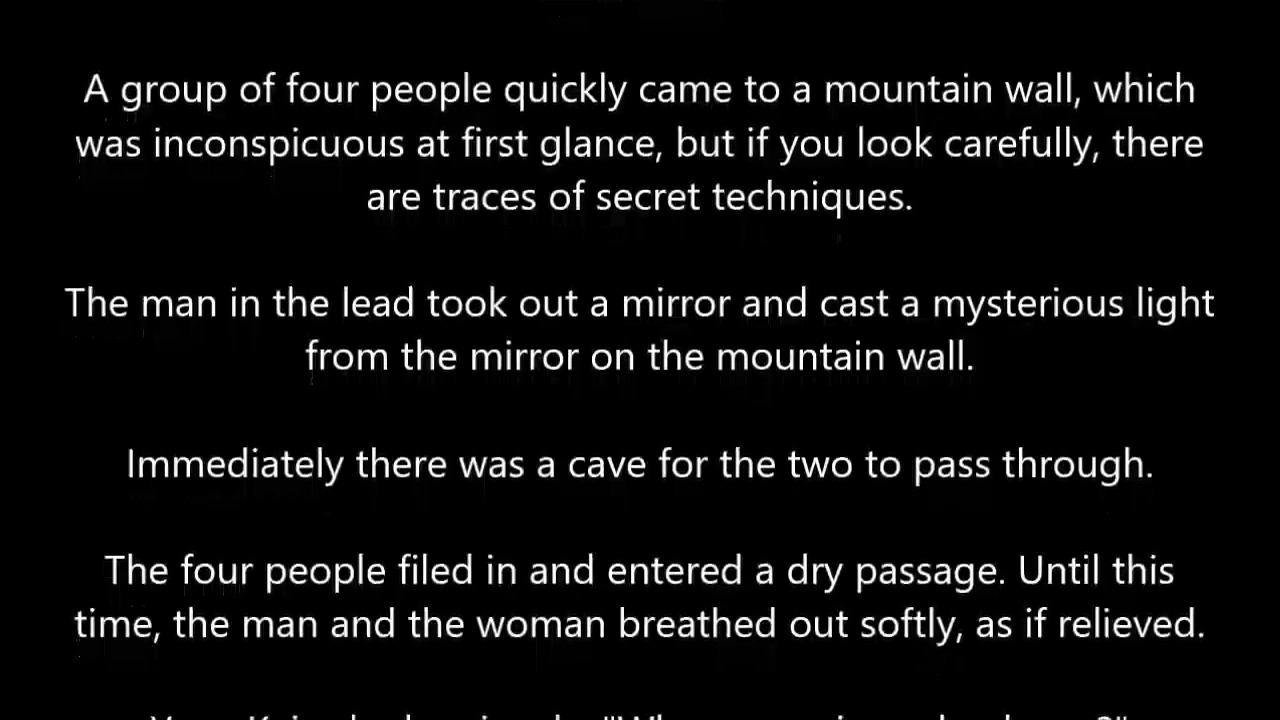 A group of four people quickly came to a mountain wall, which
was inconspicuous at first glance, but if you look carefully, there
are traces of secret techniques.
The man in the lead took out a mirror and cast a mysterious light
from the mirror on the mountain wall.
Immediately there was a cave for the two to pass through.
The four people filed in and entered a dry passage. Until this
time, the man and the woman breathed out softly, as if relieved.